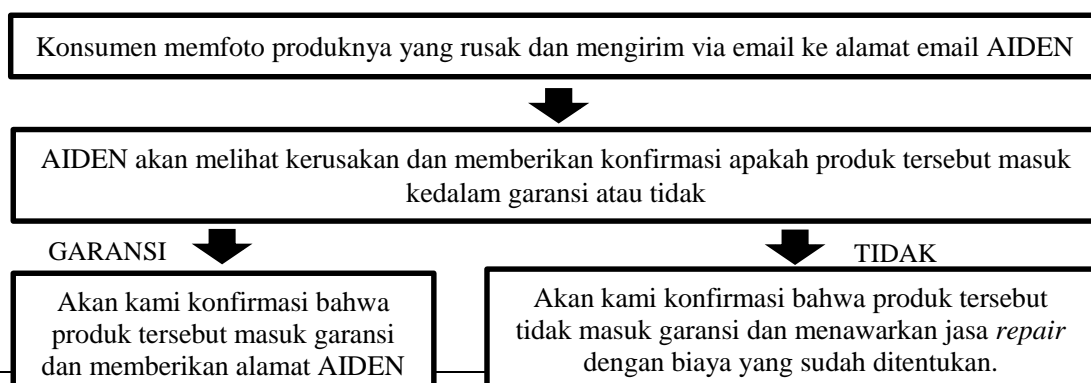 Konsumen memfoto produknya yang rusak dan mengirim via email ke alamat email AIDEN
AIDEN akan melihat kerusakan dan memberikan konfirmasi apakah produk tersebut masuk
kedalam garansi atau tidak
GARANSI
TIDAK
Akan kami konfirmasi bahwa
produk tersebut masuk garansi
dan memberikan alamat AIDEN
Akan kami konfirmasi bahwa produk tersebut
tidak masuk garansi dan menawarkan jasa repair
dengan biaya yang sudah ditentukan.